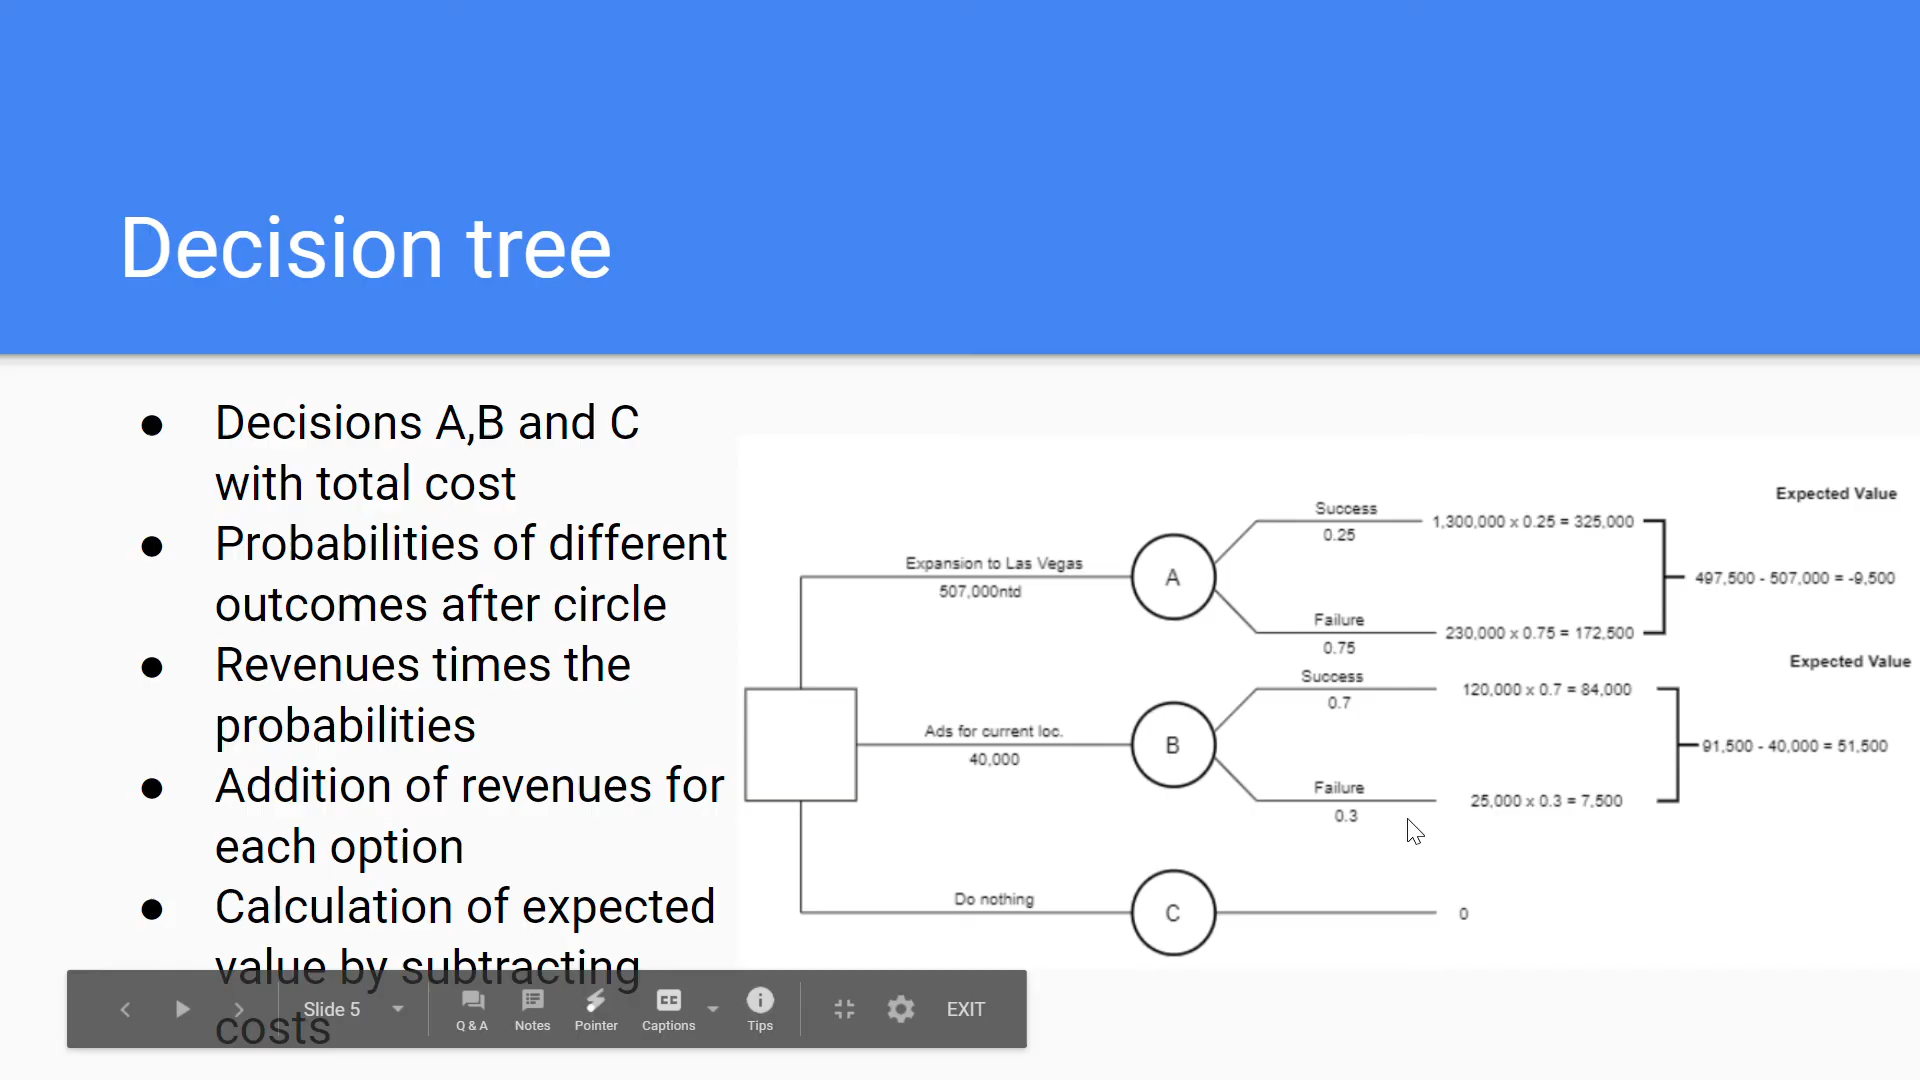 Decision tree
● Decisions A,B and C
with total cost
● Probabilities of different
outcomes after circle
● Revenues times the
probabilities
● Addition of revenues for
each option
● Calculation of expected
value by subtracting
costs
Expected Value
Success
0.25
1,300,000 x 0.25 = 325,000
Expansion to Las Vegas
507,000ntd
A
497,500 - 507,000 = -9,500
Failure
0.75
230,000 x 0.75 = 172,500
Expected Value
Success
0.7
120,000 x 0.7 = 84,000
Ads for current loc.
40,000
B
91,500 - 40,000 = 51,500
Failure
0.3
25,000 x 0.3 = 7,500
Do nothing
C
0
Slide 5
Q & A
Notes
Pointer
CC
Captions
Tips
EXIT